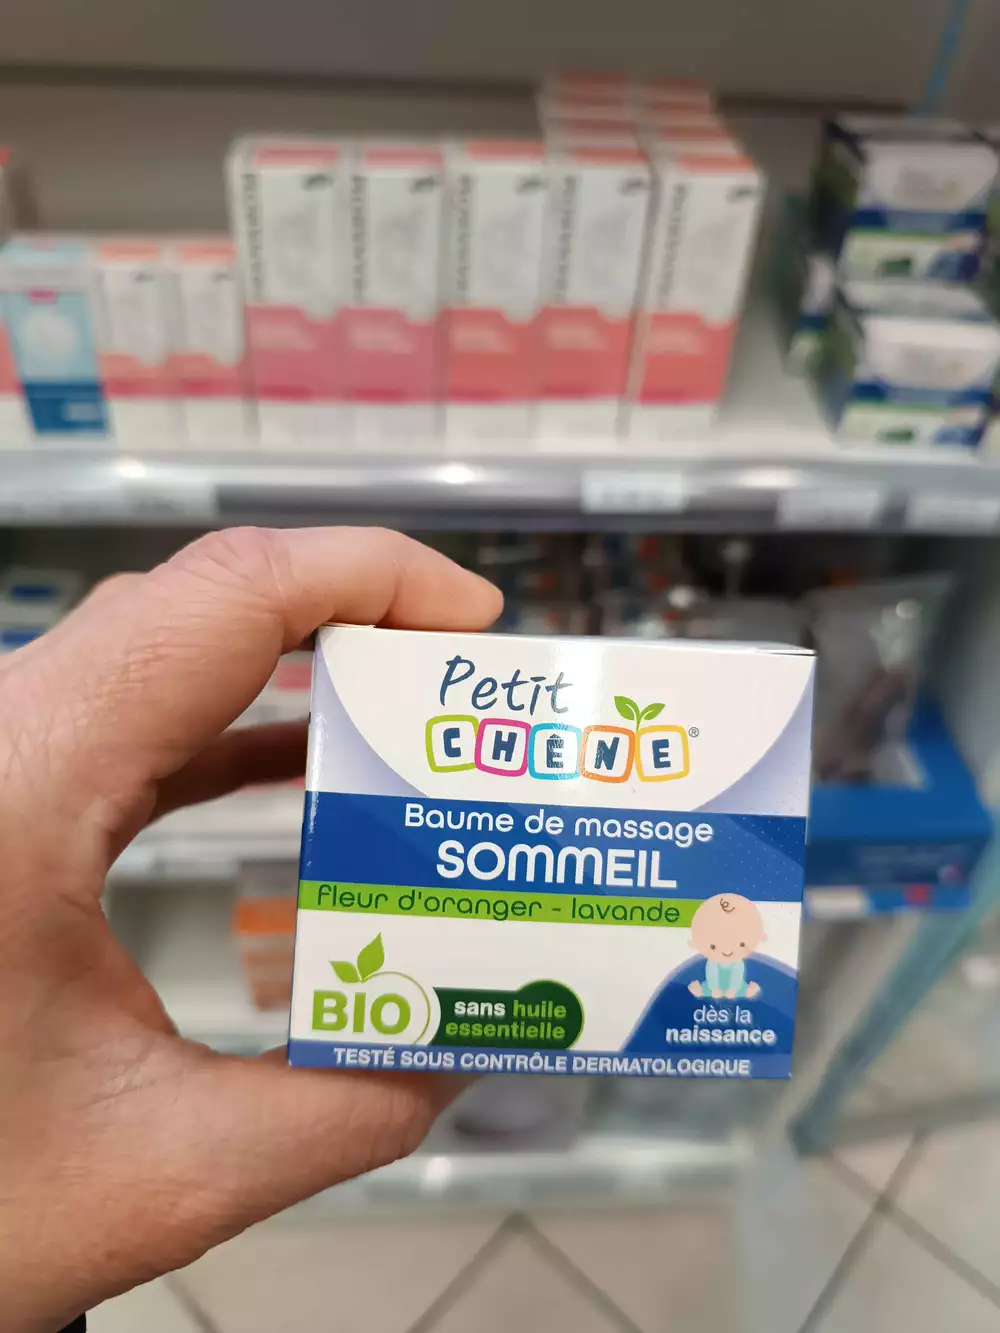 Petit
CHÊNE®
Baume de massage
SOMMEIL
fleur d'oranger - lavande
BIO
sans huile
essentielle
dès la
naissance
TESTÉ SOUS CONTRÔLE DERMATOLOGIQUE